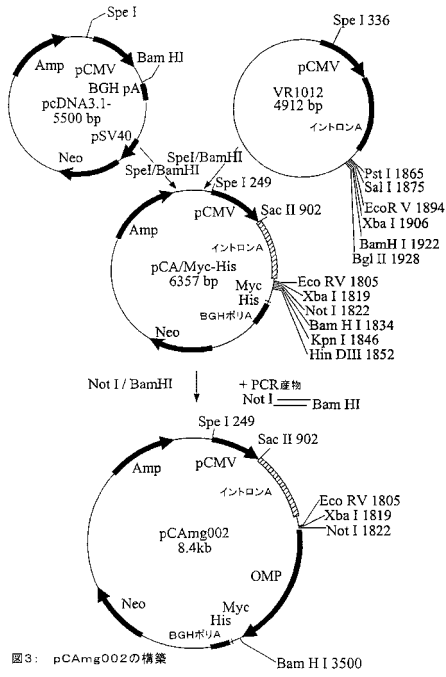 Spe I
Amp
pCMV
Bam HI
BGH pA
pcDNA3.1-
5500 bp
pSV40
Neo
SpeI/BamHI
Spe I 336
pCMV
VR1012
4912 bp
イントロンA
Pst I 1865
Sal I 1875
EcoR V 1894
Xba I 1906
BamH I 1922
Bgl II 1928
SpeI/BamHI
Spe I 249
pCMV
Sac II 902
Amp
イントロンA
pCA/Myc-His
6357 bp
Myc
His
BGHポリA
Neo
Eco RV 1805
Xba I 1819
Not I 1822
Bam H I 1834
Kpn I 1846
Hin DIII 1852
Not I / BamHI
+ PCR産物
Not I
Bam HI
Spe I 249
pCMV
Sac II 902
Amp
イントロンA
Eco RV 1805
Xba I 1819
Not I 1822
pCAmg002
8.4kb
OMP
Neo
Myc
His
BGHポリA
Bam H I 3500
図3: pCAmg002の構築